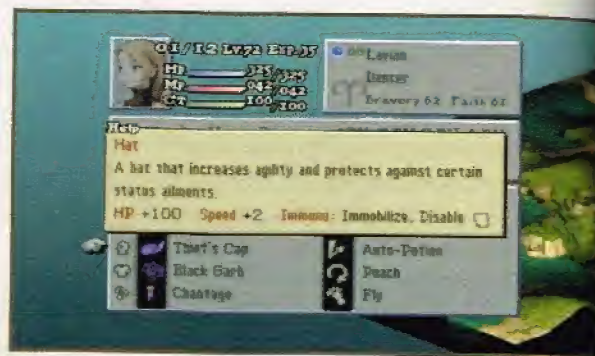 01/12 Lv.72 Exp.35
HP 325/325
MP 042/042
CT 100/100
Lavian
Dancer
Bravery 62 Faith 61
Help
Hat
A hat that increases agility and protects against certain
status ailments.
HP +100 Speed +2 Immune: Immobilize, Disable
Thief's Cap
Auto-Potion
Black Garb
Chantage
Fly